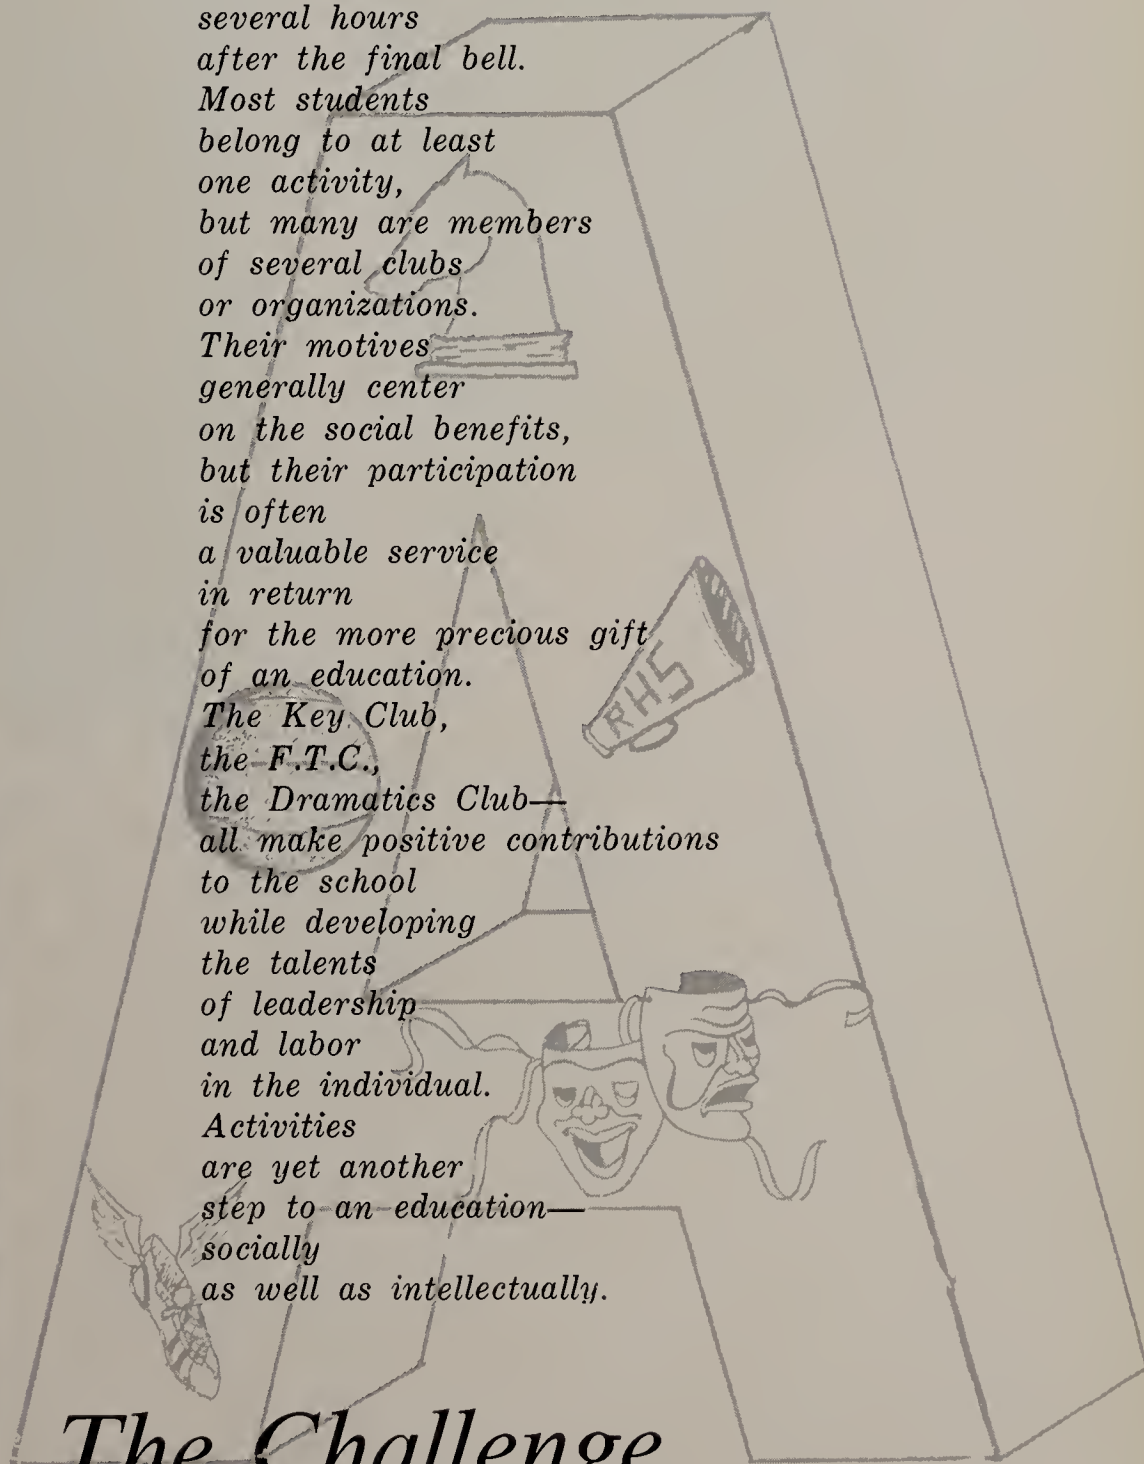 several hours
after the final bell.
Most students
belong to at least
one activity,
but many are members
of several clubs
or organizations.
Their motives
generally center
on the social benefits,
but their participation
is often
a valuable service
in return
for the more precious gift
of an education.
The Key Club,
the F.T.C.,
the Dramatics Club—
all make positive contributions
to the school
while developing
the talents
of leadership
and labor
in the individual.
Activities
are yet another
step to an education—
socially
as well as intellectually.
RHS
The Challenge